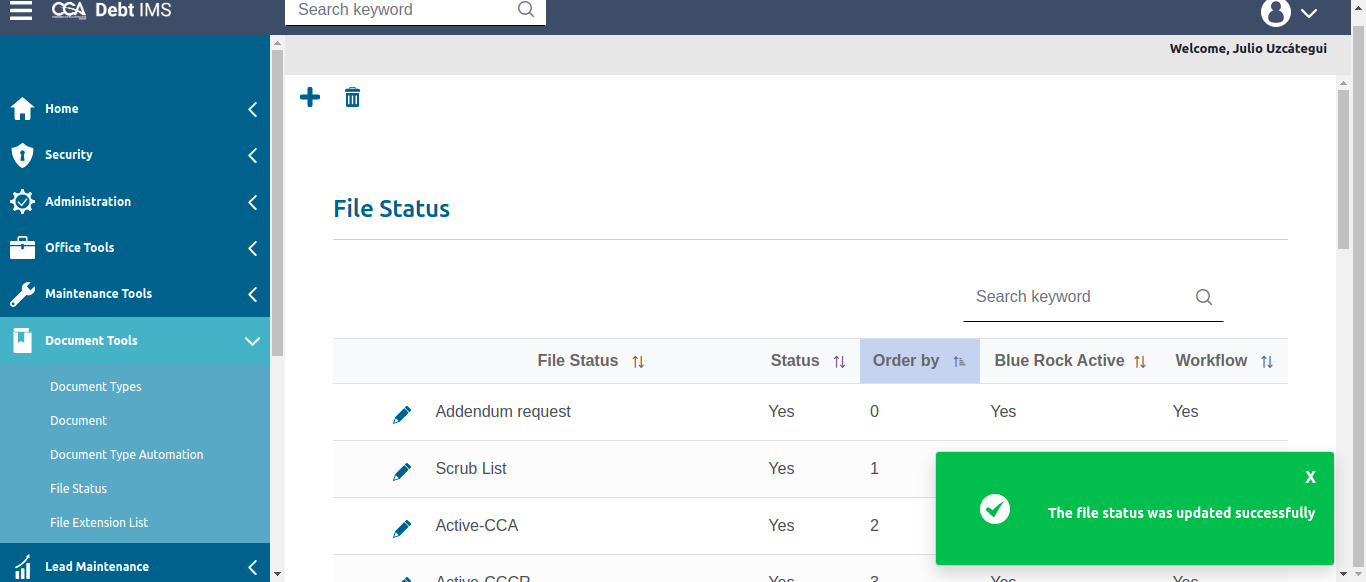 CCA Debt IMS
Search keyword
Welcome, Julio Uzcátegui
Home
Security
Administration
Office Tools
Maintenance Tools
Document Tools
Document Types
Document
Document Type Automation
File Status
File Extension List
Lead Maintenance
File Status
Search keyword
File Status Status Order by Blue Rock Active Workflow
Addendum request Yes 0 Yes Yes
Scrub List Yes 1
Active-CCA Yes 2
Active-CCCR Yes 3 Yes Yes
X
The file status was updated successfully